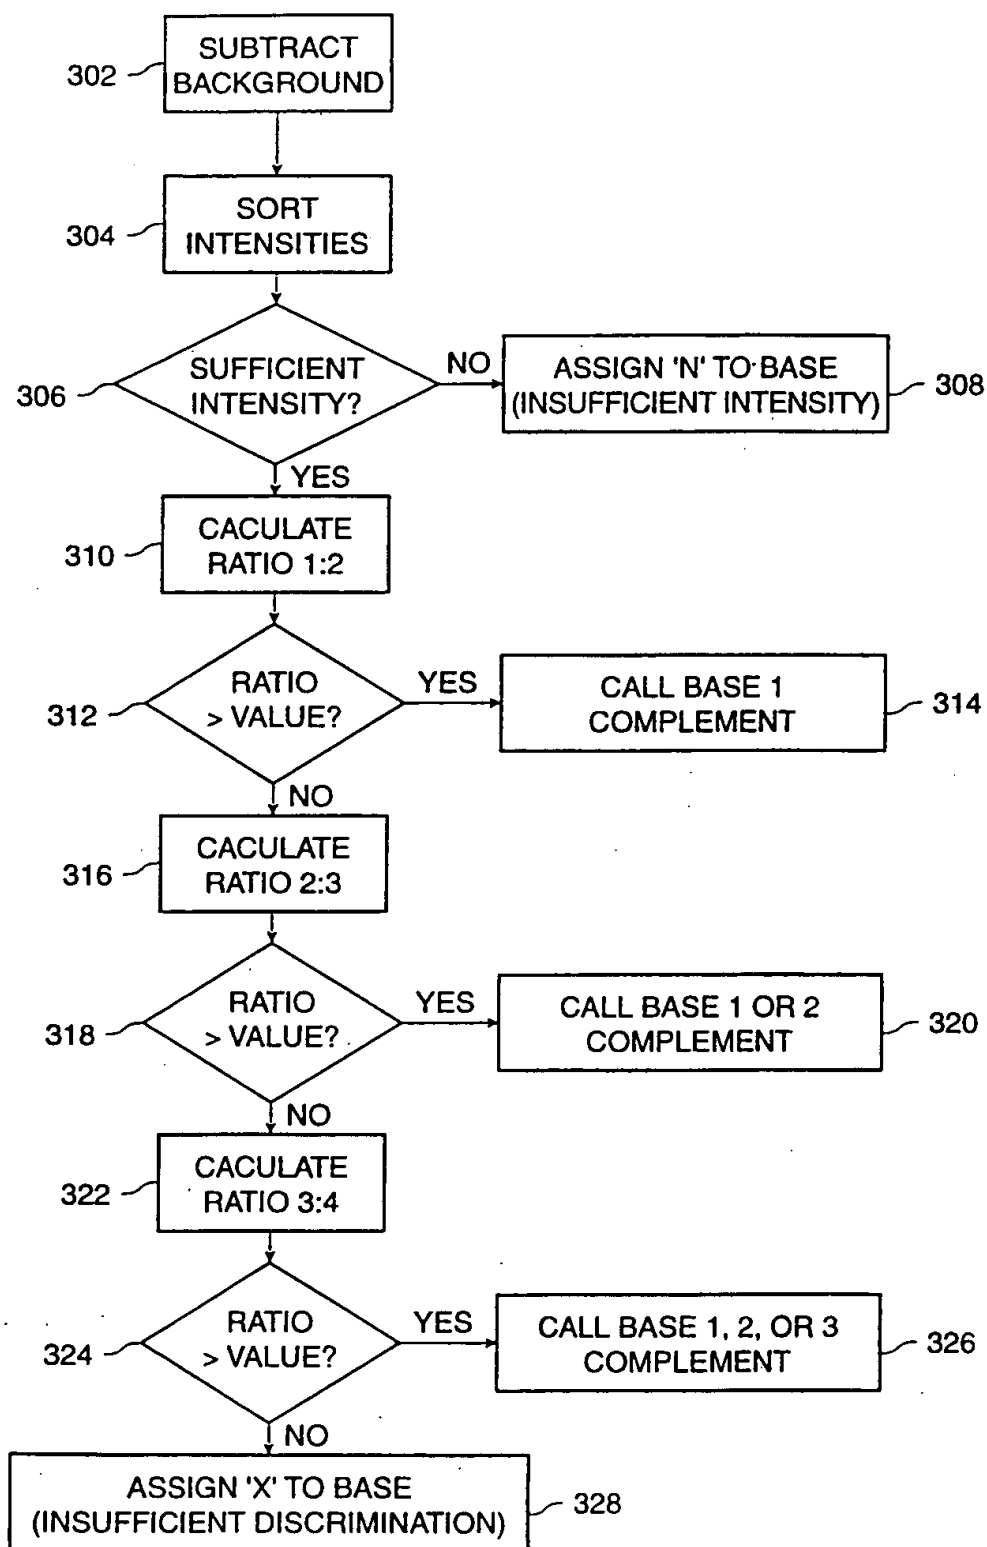 SUBTRACT
BACKGROUND
302
SORT
INTENSITIES
304
SUFFICIENT
INTENSITY?
306
NO
ASSIGN 'N' TO BASE
(INSUFFICIENT INTENSITY)
308
YES
CACULATE
RATIO 1:2
310
RATIO
> VALUE?
312
YES
CALL BASE 1
COMPLEMENT
314
NO
CACULATE
RATIO 2:3
316
RATIO
> VALUE?
318
YES
CALL BASE 1 OR 2
COMPLEMENT
320
NO
CACULATE
RATIO 3:4
322
RATIO
> VALUE?
324
YES
CALL BASE 1, 2, OR 3
COMPLEMENT
326
NO
ASSIGN 'X' TO BASE
(INSUFFICIENT DISCRIMINATION)
328